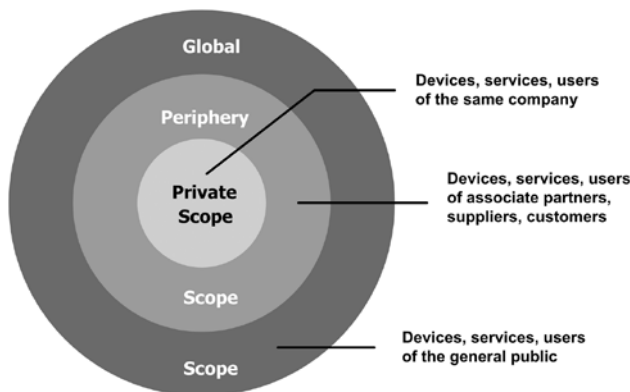 Global
Periphery
Private
Scope
Scope
Scope
Devices, services, users
of the same company
Devices, services, users
of associate partners,
suppliers, customers
Devices, services, users
of the general public